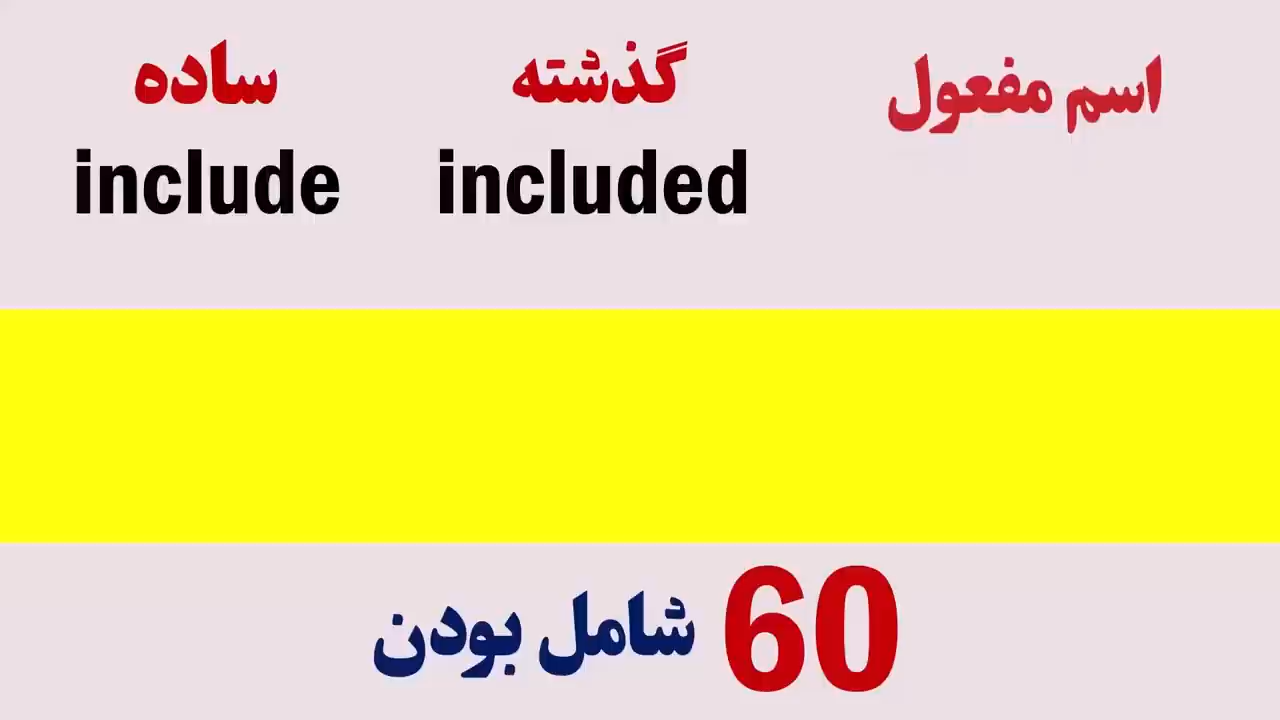 ساده گذشته اسم مفعول
include included
60 شامل بودن